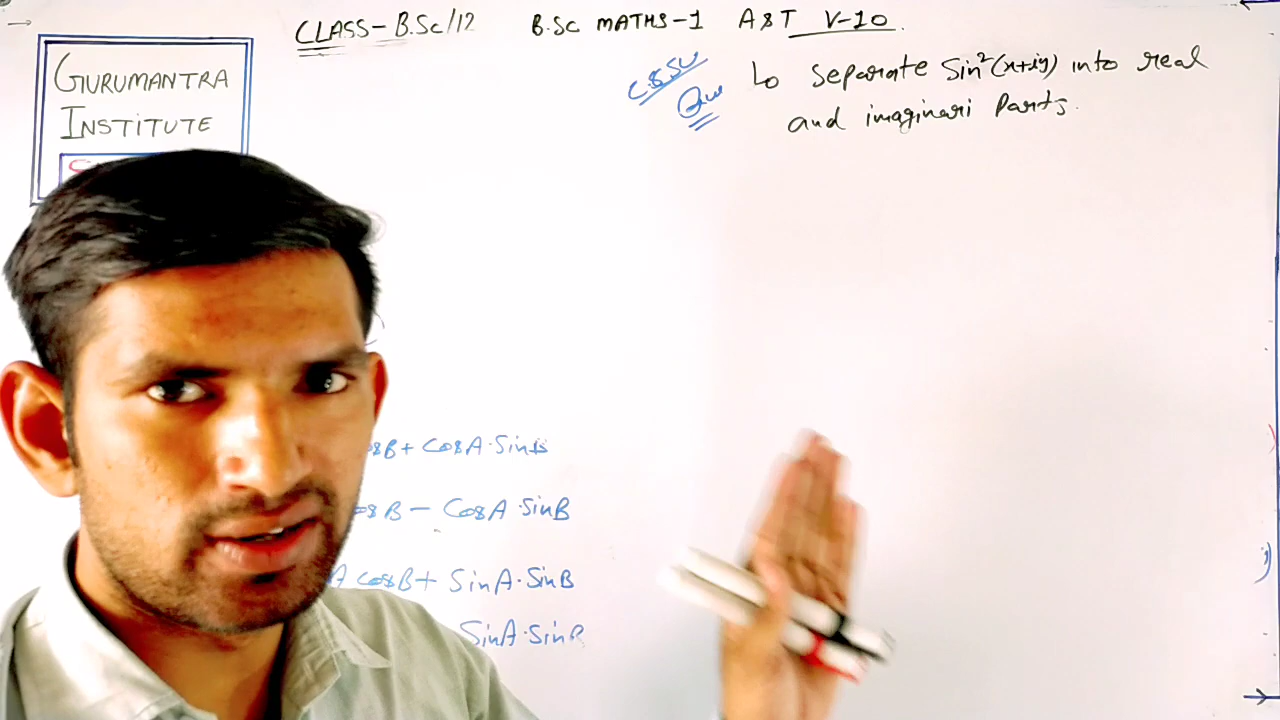 CLASS-B.Sc/12 B.SC MATHS-1 A&T V-10
GURUMANTRA
INSTITUTE
C.S.S.U
Que
to separate Sin²(x+iy) into real
and imaginari Parts.
B + CosA·SinB
B - CosA·SinB
A cosB + SinA·SinB
SinA·SinB